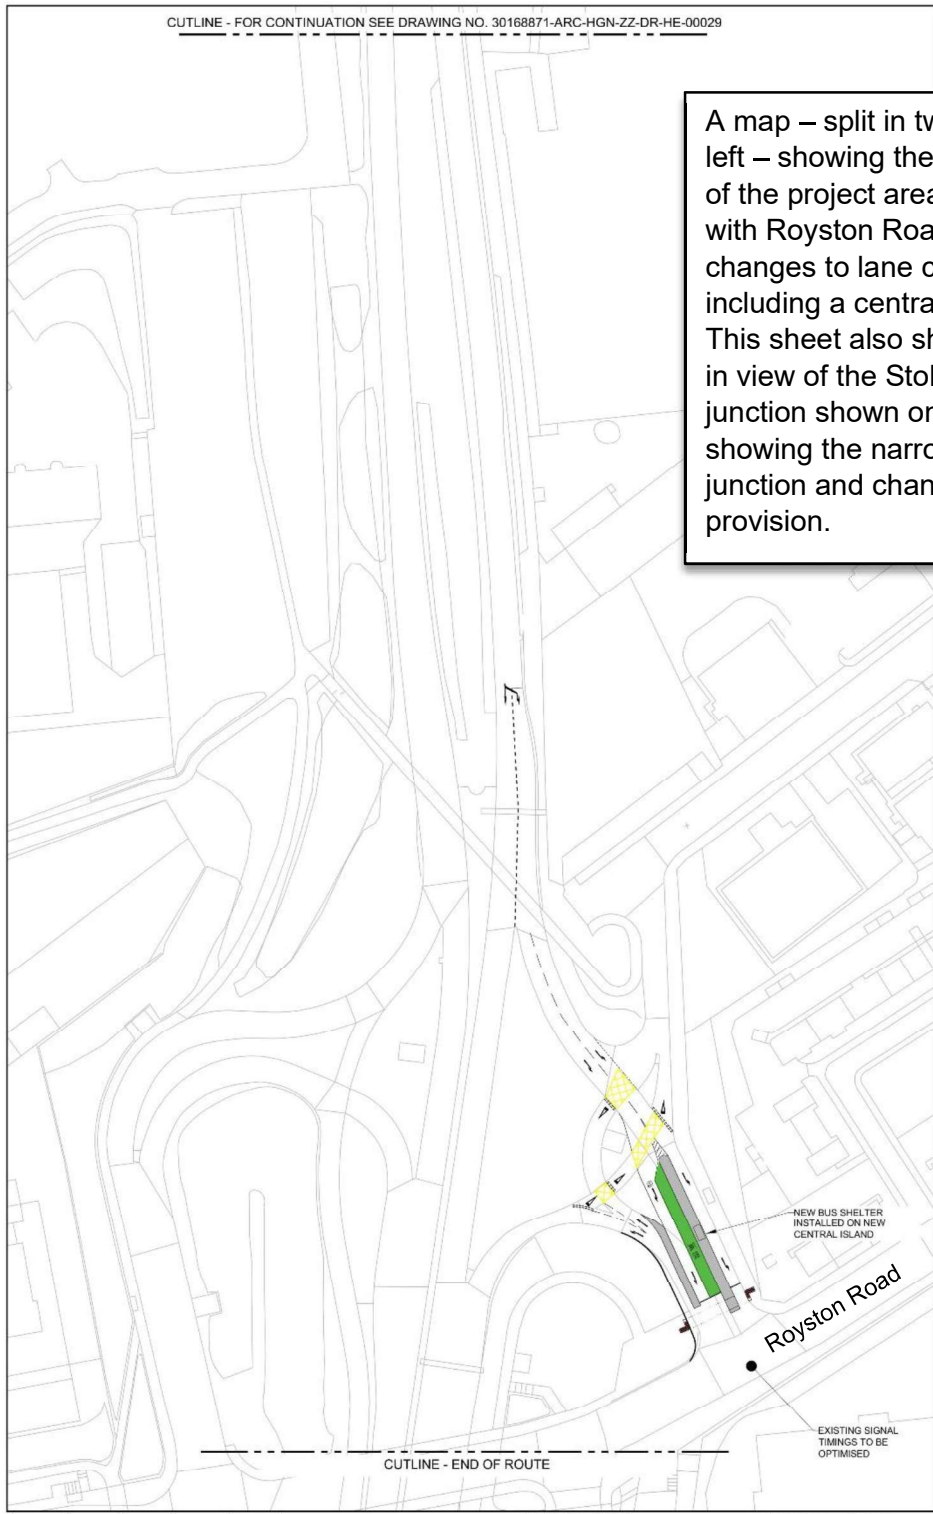 CUTLINE - FOR CONTINUATION SEE DRAWING NO. 30168871-ARC-HGN-ZZ-DR-HE-00029
A map – split in tw
left – showing the
of the project area
with Royston Roa
changes to lane c
including a centra
This sheet also sh
in view of the Stol
junction shown or
showing the narro
junction and chan
provision.
NEW BUS SHELTER
INSTALLED ON NEW
CENTRAL ISLAND
Royston Road
EXISTING SIGNAL
TIMINGS TO BE
OPTIMISED
CUTLINE - END OF ROUTE